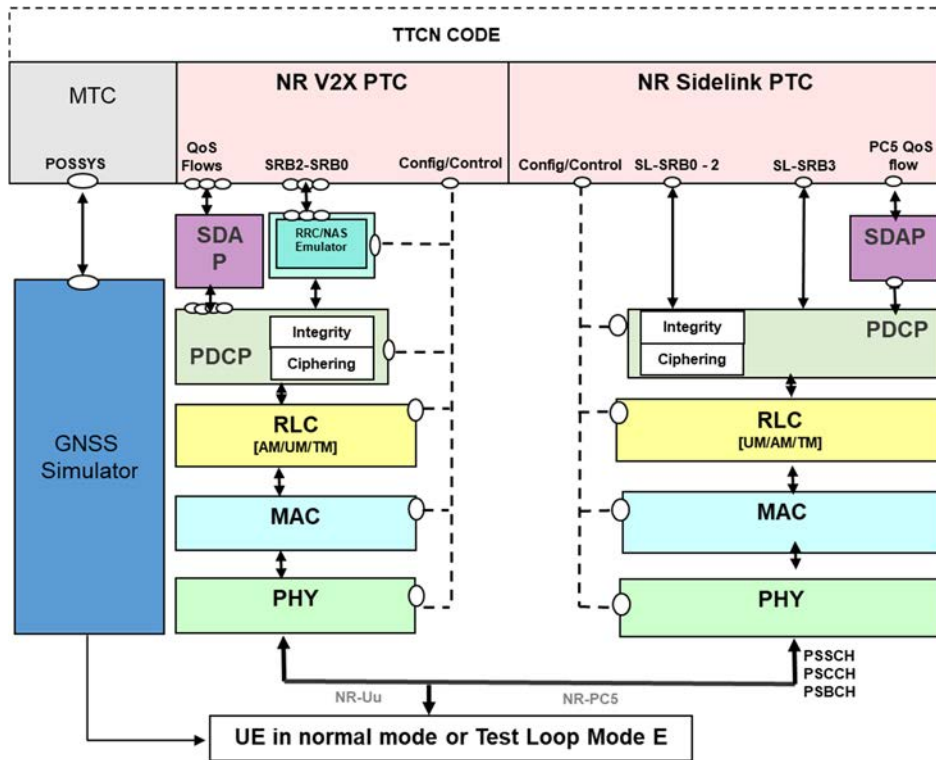 TTCN CODE
MTC
NR V2X PTC
NR Sidelink PTC
POSSYS
QoS
Flows
SRB2-SRB0
Config/Control
Config/Control
SL-SRB0 - 2
SL-SRB3
PC5 QoS
flow
SDA
P
RRC/NAS
Emulator
SDAP
PDCP
Integrity
Ciphering
Integrity
Ciphering
PDCP
GNSS
Simulator
RLC
[AM/UM/TM]
RLC
[UM/AM/TM]
MAC
MAC
PHY
PHY
PSSCH
PSCCH
PSBCH
NR-Uu
NR-PC5
UE in normal mode or Test Loop Mode E